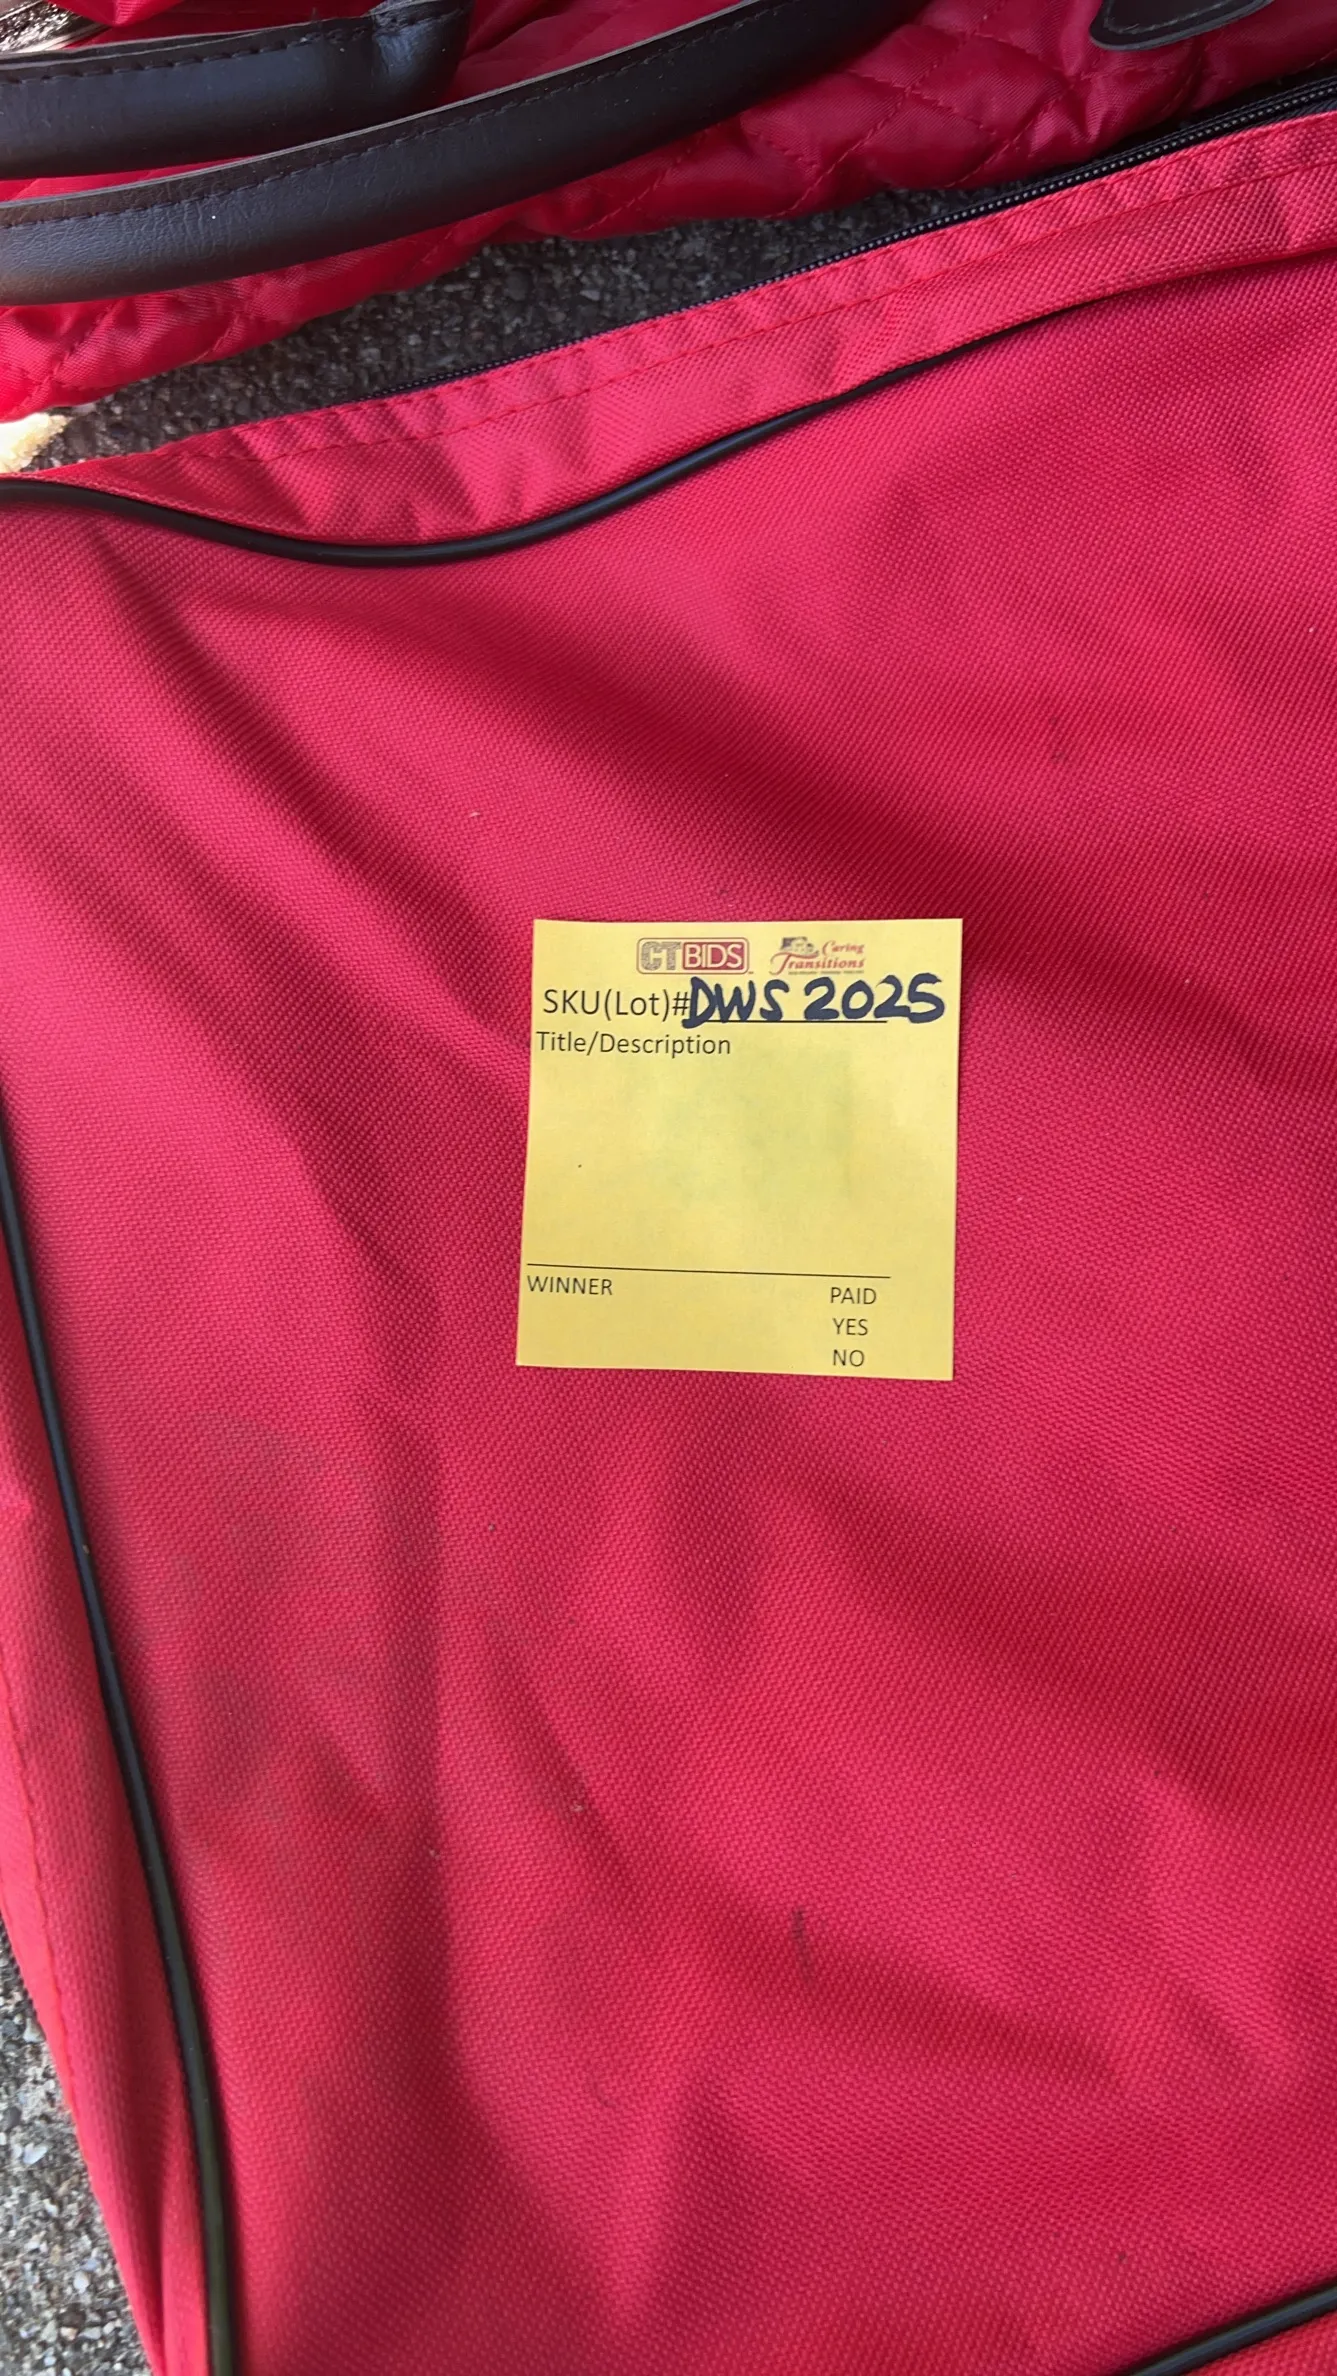 CTBIDS
Caring Transitions
SKU(Lot)#DWS 2025
Title/Description
WINNER
PAID
YES
NO